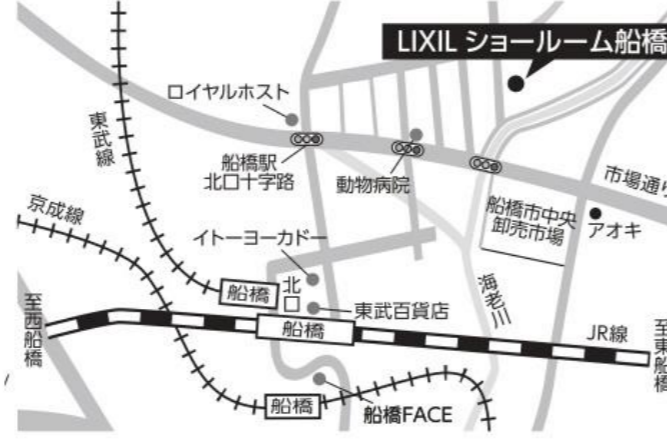 LIXIL ショールーム船橋
ロイヤルホスト
東武線
船橋駅
北口十字路
動物病院
市場通り
京成線
イトーヨーカドー
船橋市中央
卸売市場
アオキ
船橋
北口
海老川
至西船橋
東武百貨店
船橋
JR線
至東船橋
船橋
船橋FACE